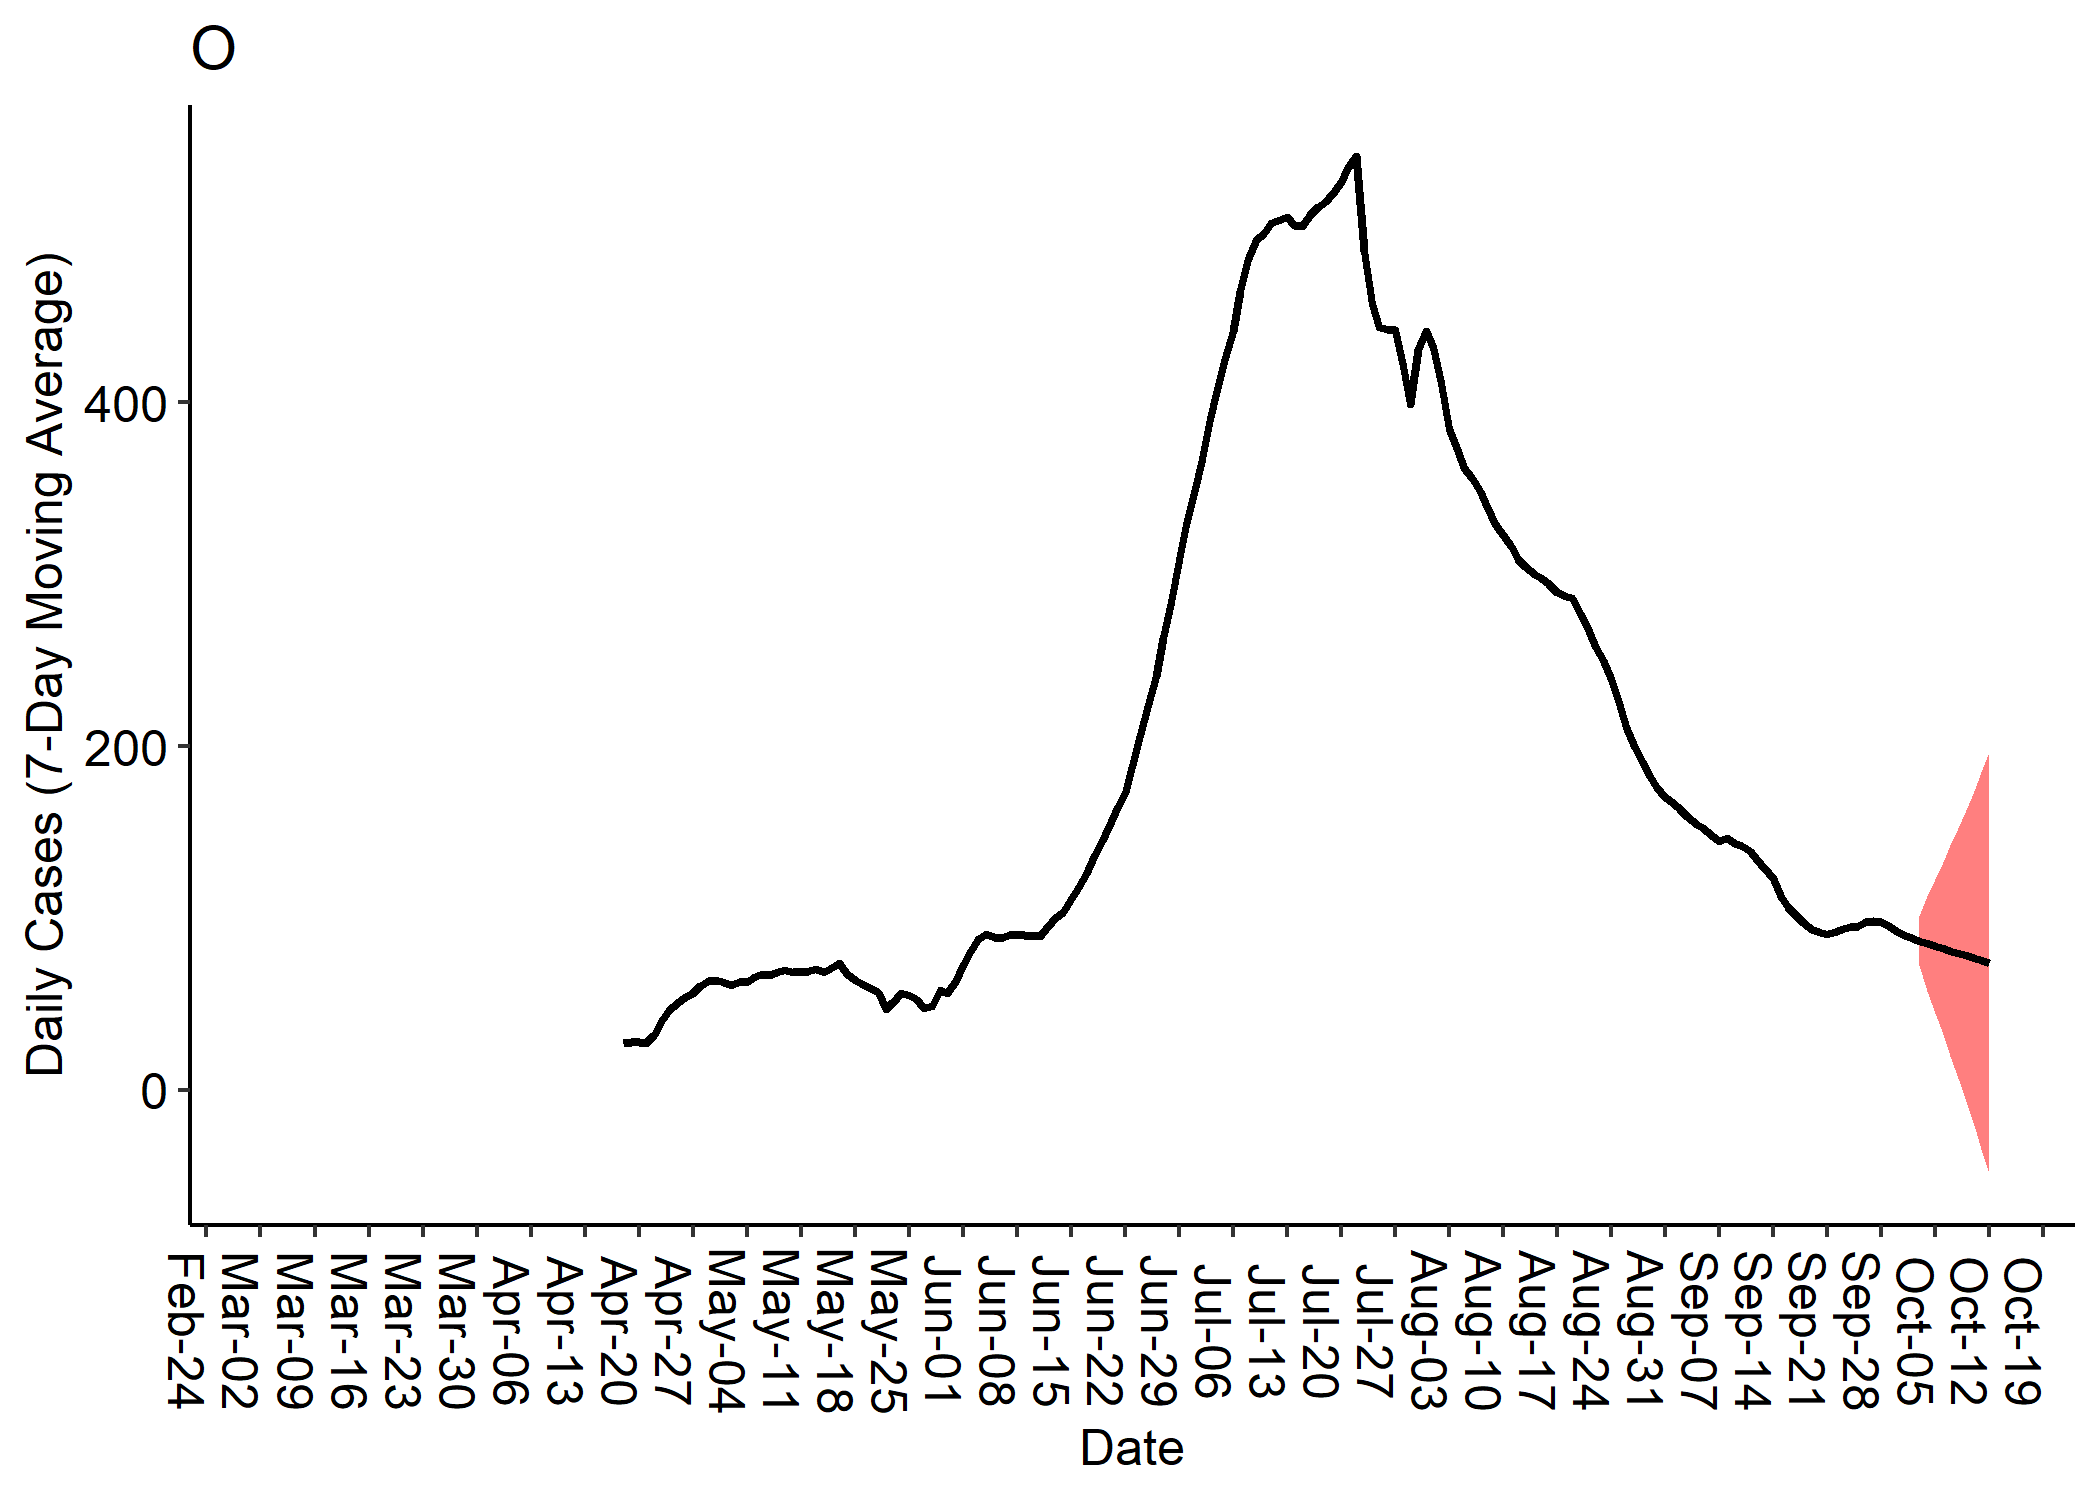 O
Daily Cases (7-Day Moving Average)
400
200
0
Feb-24
Mar-02
Mar-09
Mar-16
Mar-23
Mar-30
Apr-06
Apr-13
Apr-20
Apr-27
May-04
May-11
May-18
May-25
Jun-01
Jun-08
Jun-15
Jun-22
Jun-29
Jul-06
Jul-13
Jul-20
Jul-27
Aug-03
Aug-10
Aug-17
Aug-24
Aug-31
Sep-07
Sep-14
Sep-21
Sep-28
Oct-05
Oct-12
Oct-19
Date